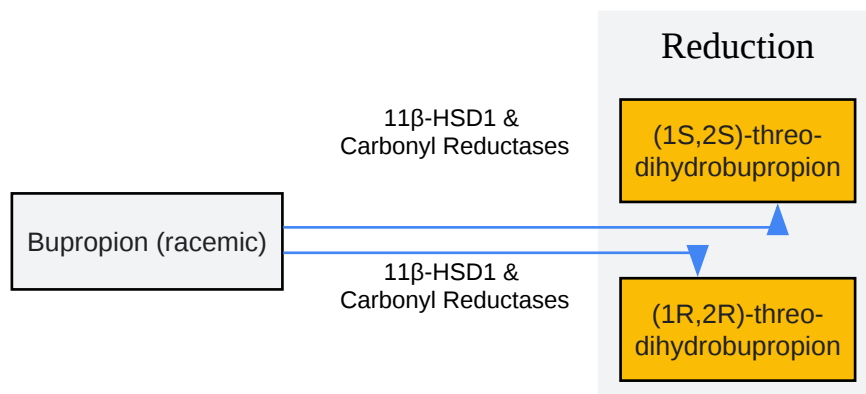 Reduction
11β-HSD1 &
Carbonyl Reductases
(1S,2S)-threo-
dihydrobupropion
Bupropion (racemic)
11β-HSD1 &
Carbonyl Reductases
(1R,2R)-threo-
dihydrobupropion